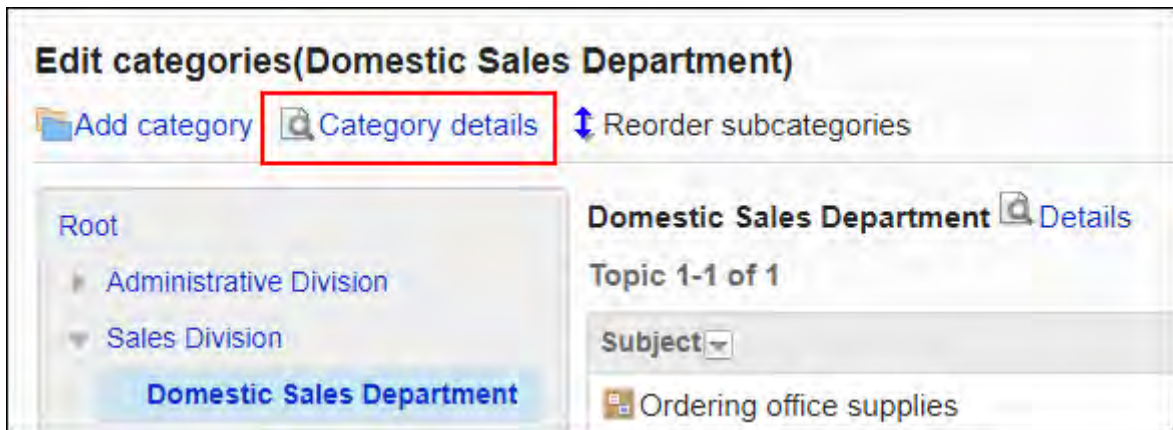 Edit categories(Domestic Sales Department)
Add category Category details Reorder subcategories
Root
Administrative Division
Sales Division
Domestic Sales Department
Domestic Sales Department Details
Topic 1-1 of 1
Subject
Ordering office supplies